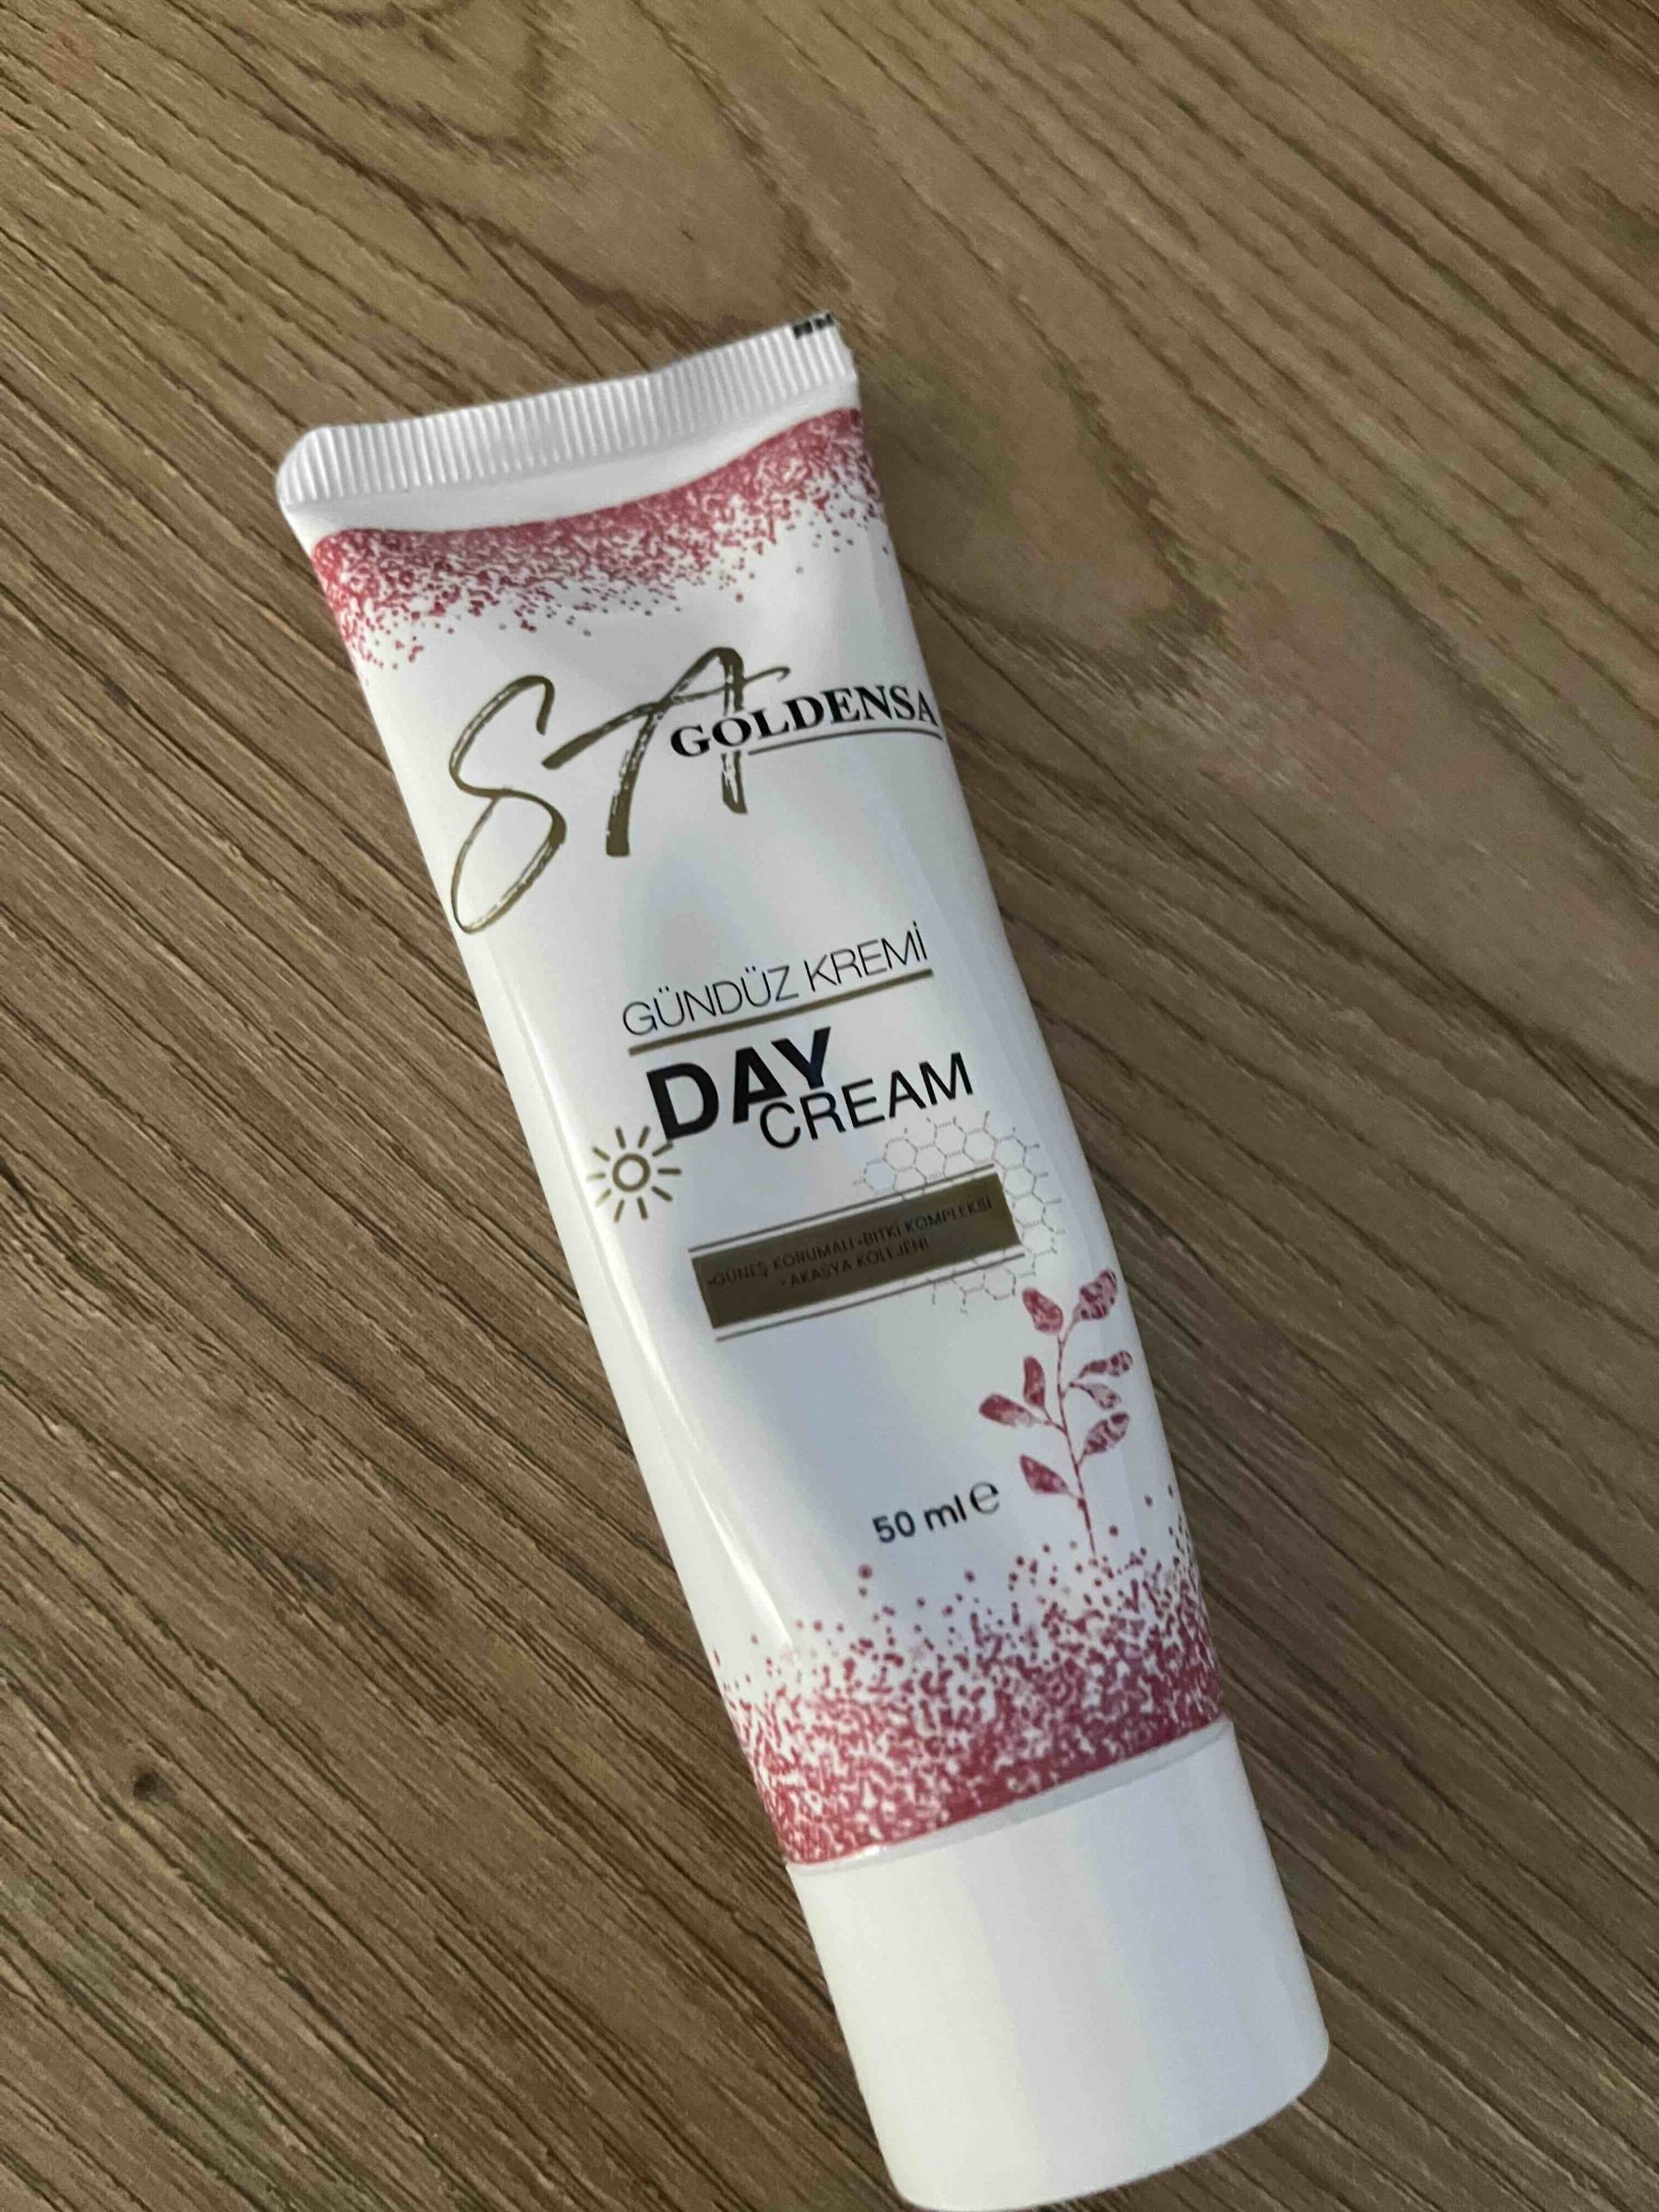 SA
GOLDENSA
GÜNDÜZ KREMİ
DAY
CREAM
•GÜNEŞ KORUMALI •BİTKİ KOMPLEKSİ
• AKASYA KOLEJENİ
50 ml ℮